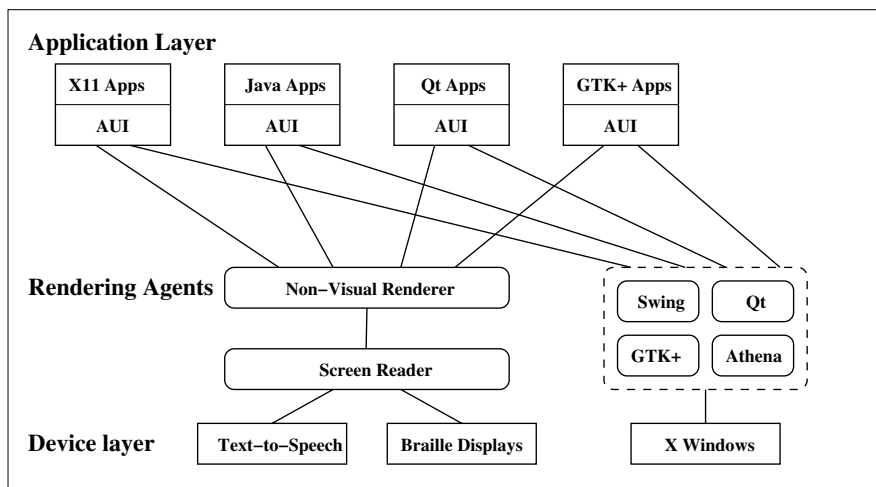 Application Layer
X11 Apps
Java Apps
Qt Apps
GTK+ Apps
AUI
AUI
AUI
AUI
Rendering Agents
Non−Visual Renderer
Swing
Qt
GTK+
Athena
Screen Reader
Device layer
Text−to−Speech
Braille Displays
X Windows